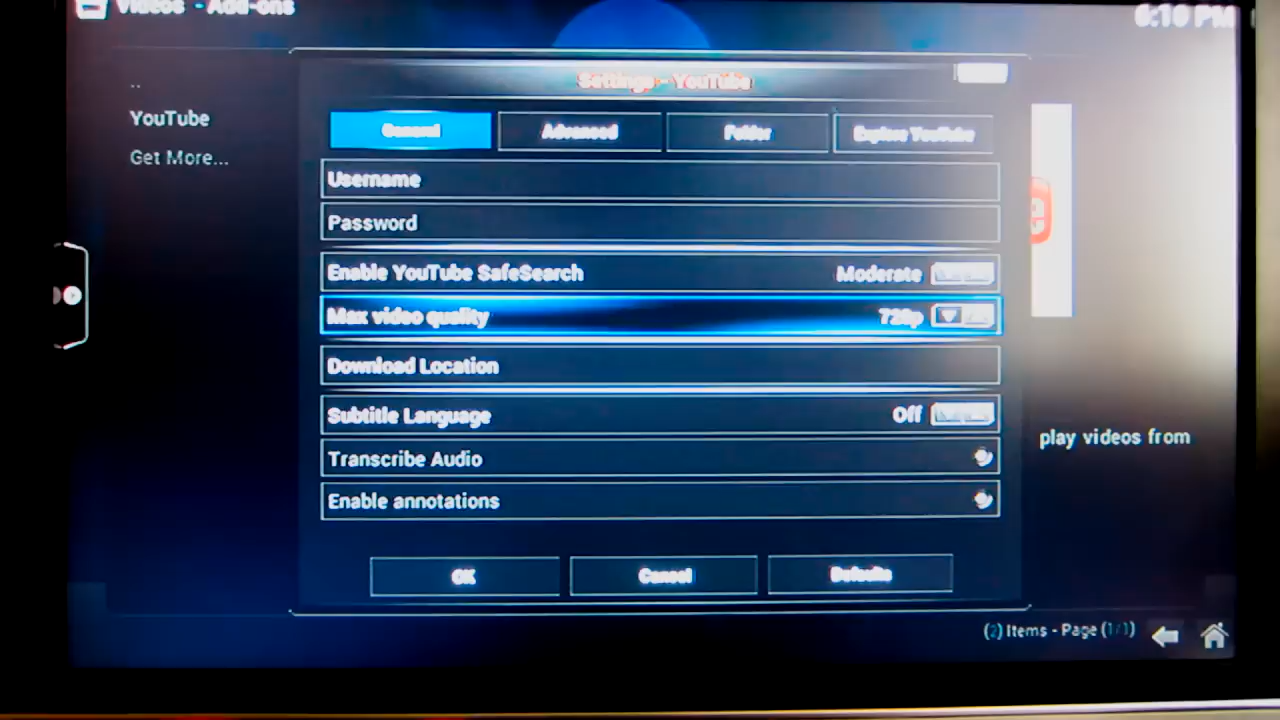 Videos - Add-ons
6:10 PM
..
YouTube
Get More...
Settings - YouTube
General
Advanced
Folder
Explore YouTube
Username
Password
Enable YouTube SafeSearch
Moderate
Max video quality
720p
Download Location
Subtitle Language
Off
Transcribe Audio
Enable annotations
play videos from
OK
Cancel
Defaults
(2) Items - Page (1/1)